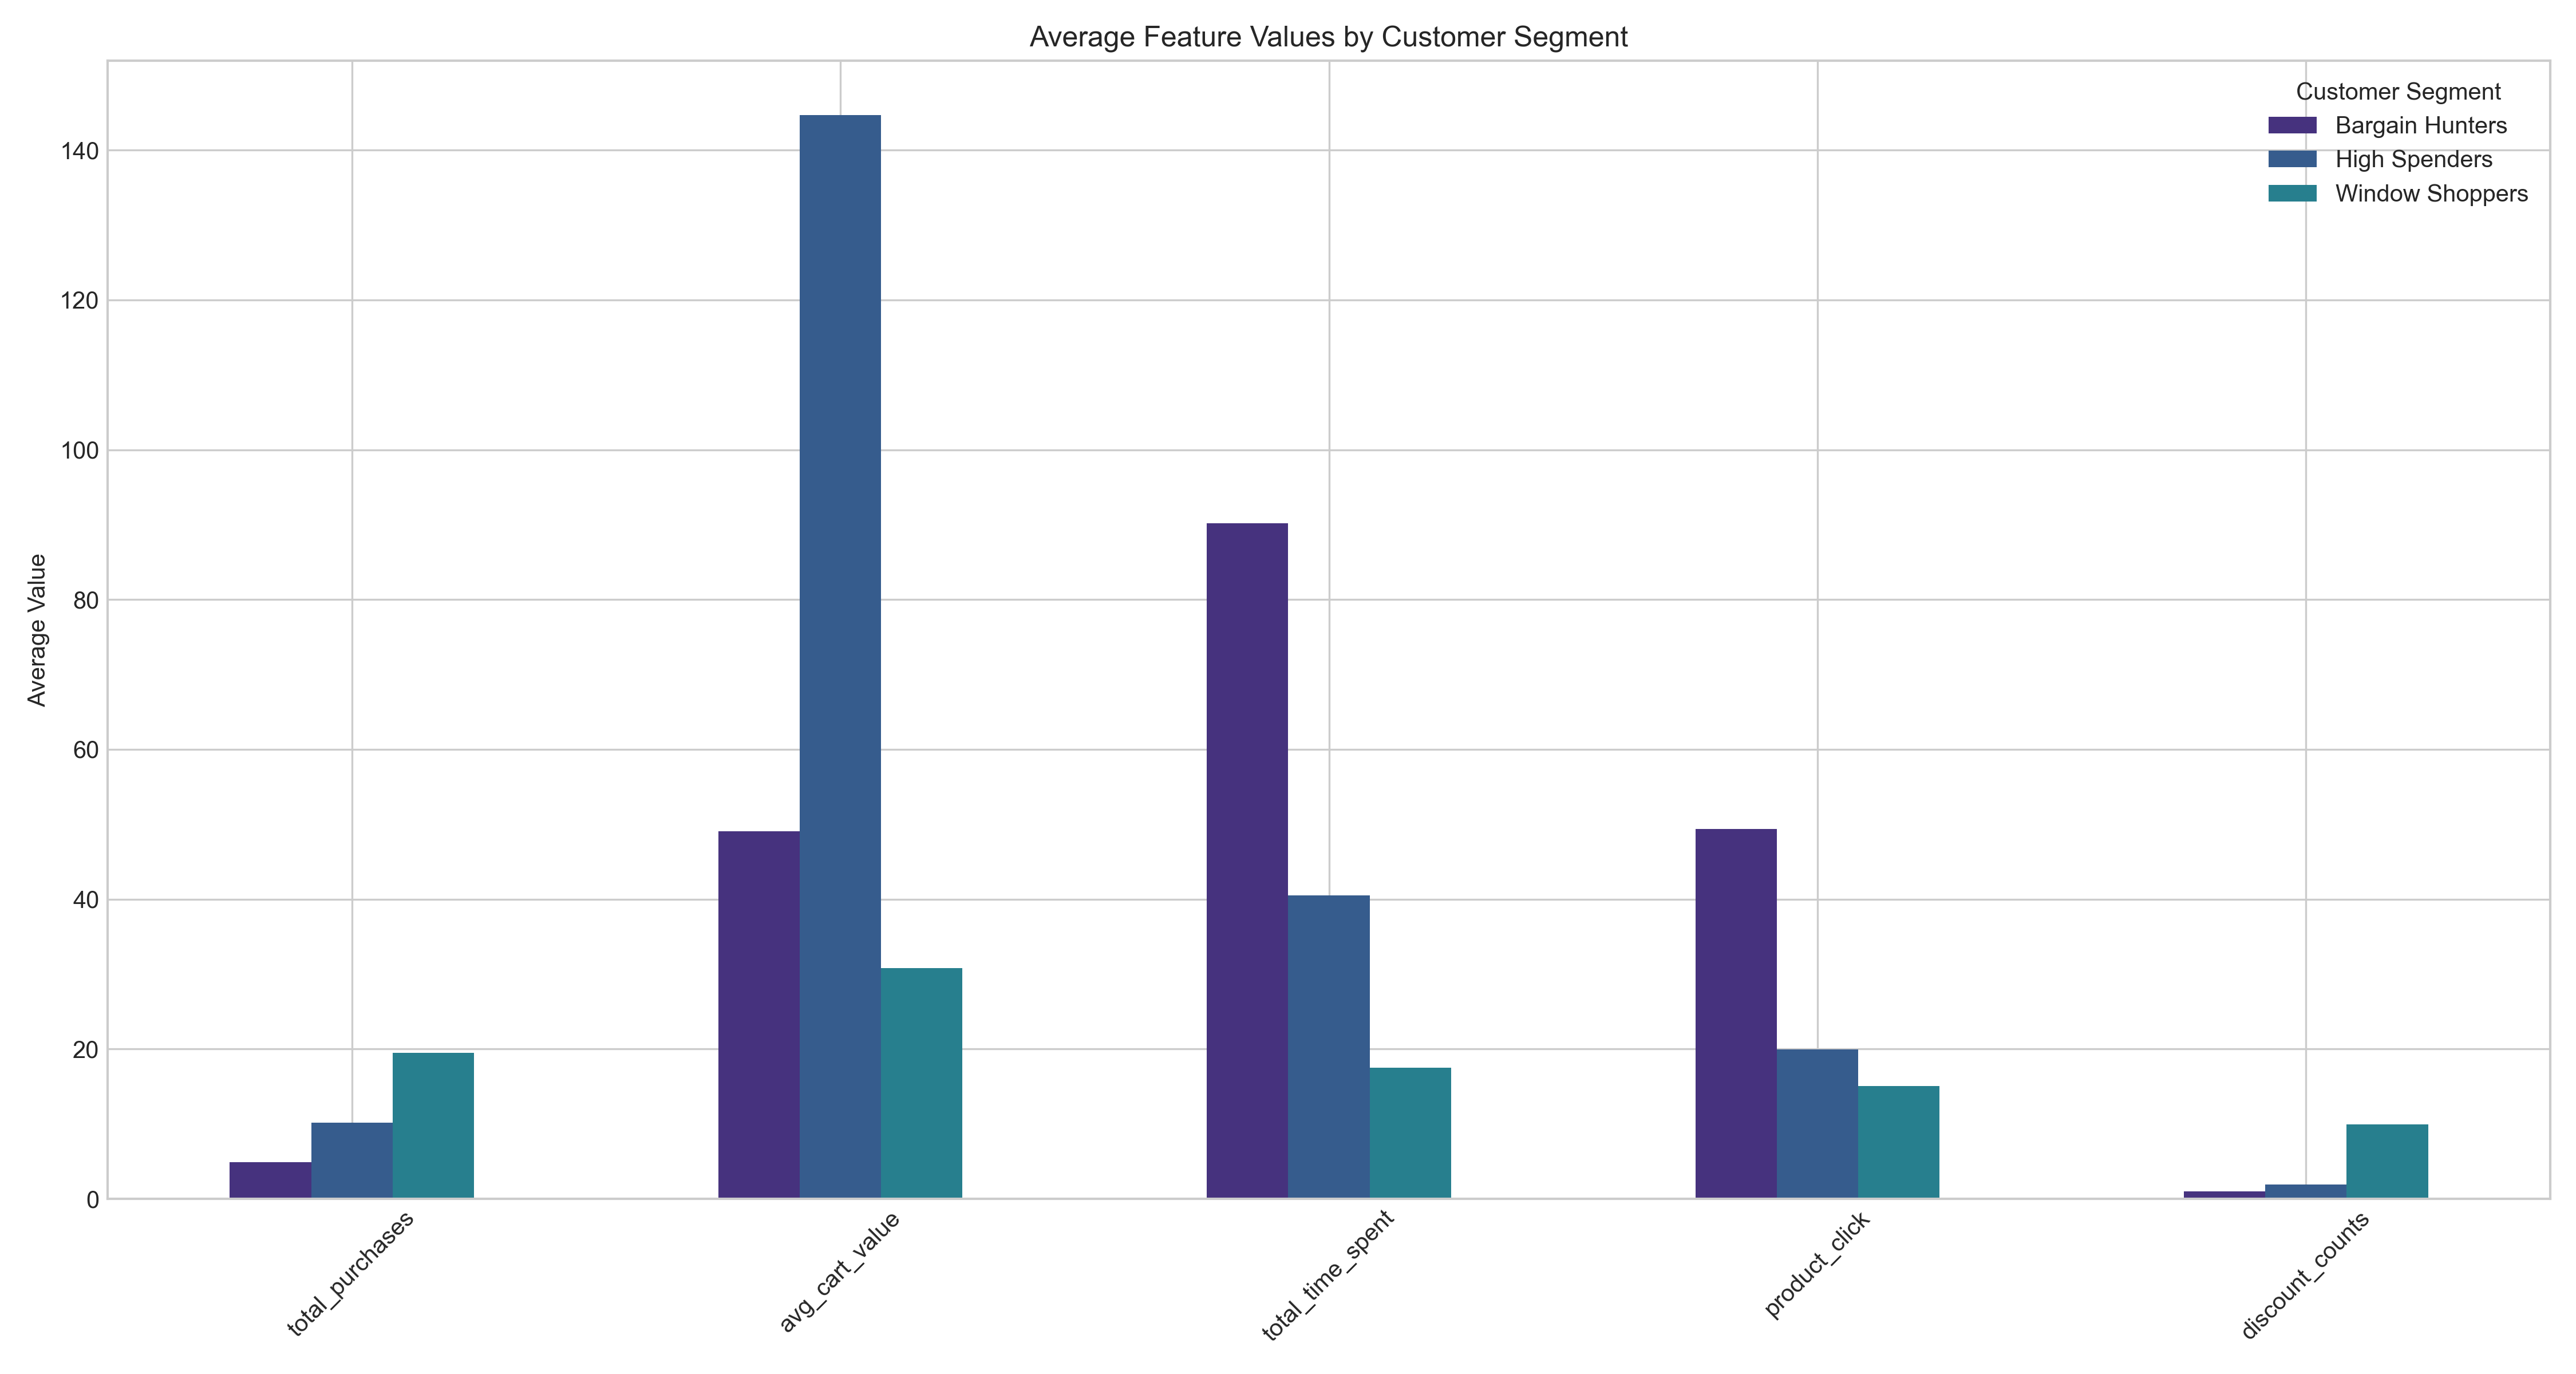 Average Feature Values by Customer Segment
Customer Segment
Bargain Hunters
High Spenders
Window Shoppers
Average Value
140
120
100
80
60
40
20
0
total_purchases
avg_cart_value
total_time_spent
product_click
discount_counts